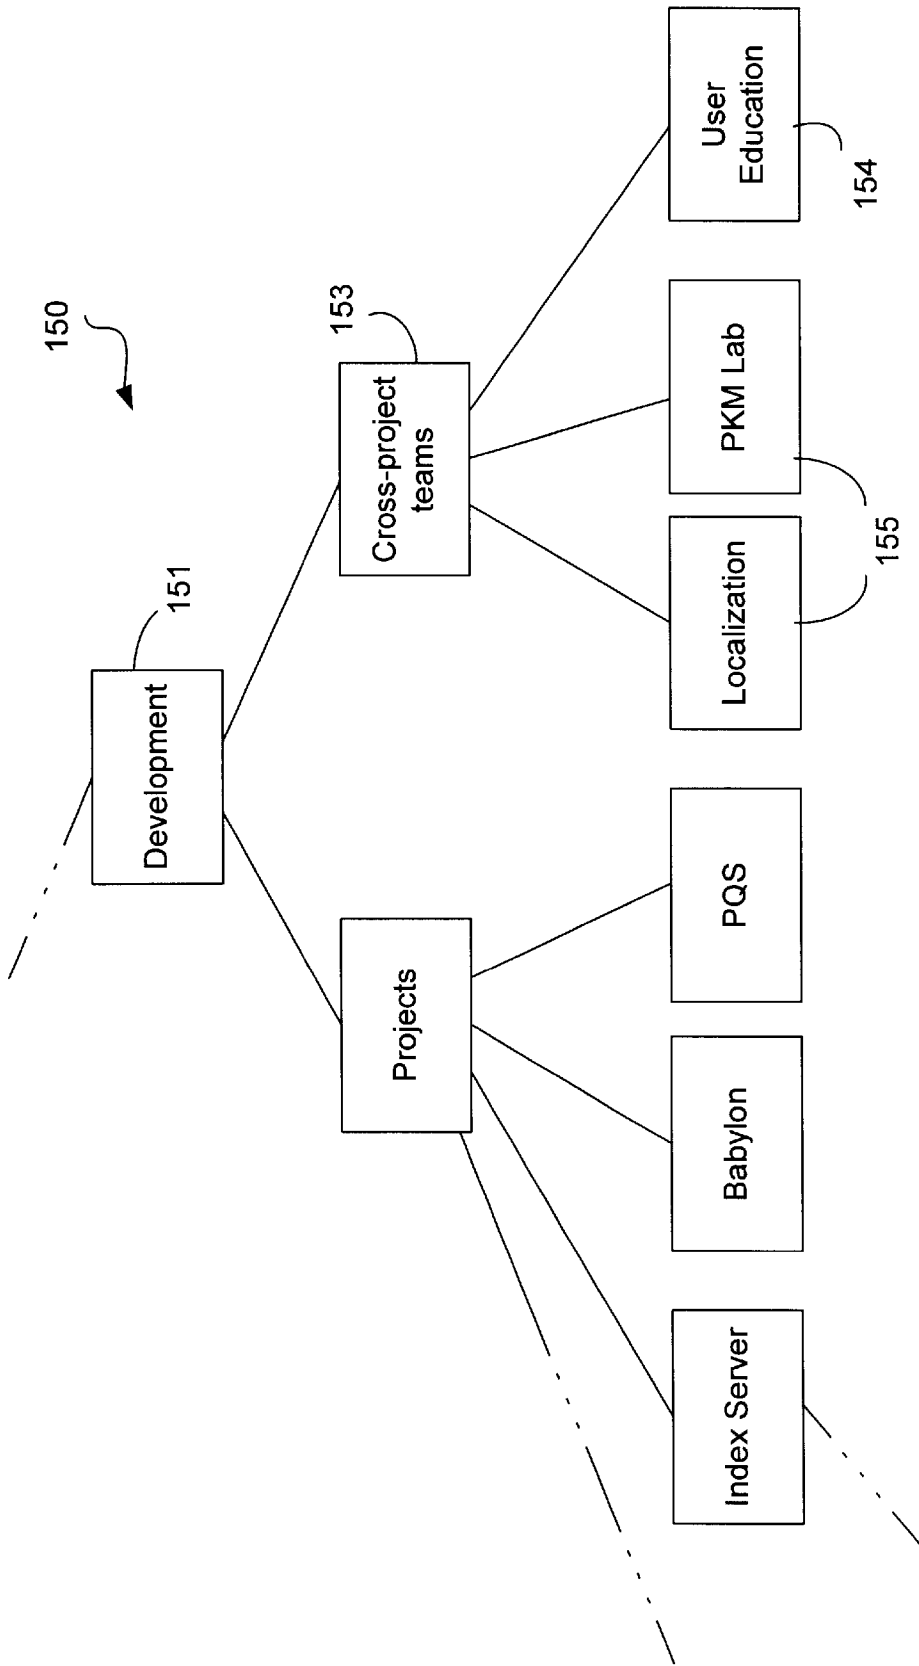 150
Development
151
Projects
Cross-project
teams
153
Index Server
Babylon
PQS
Localization
PKM Lab
User
Education
155
154